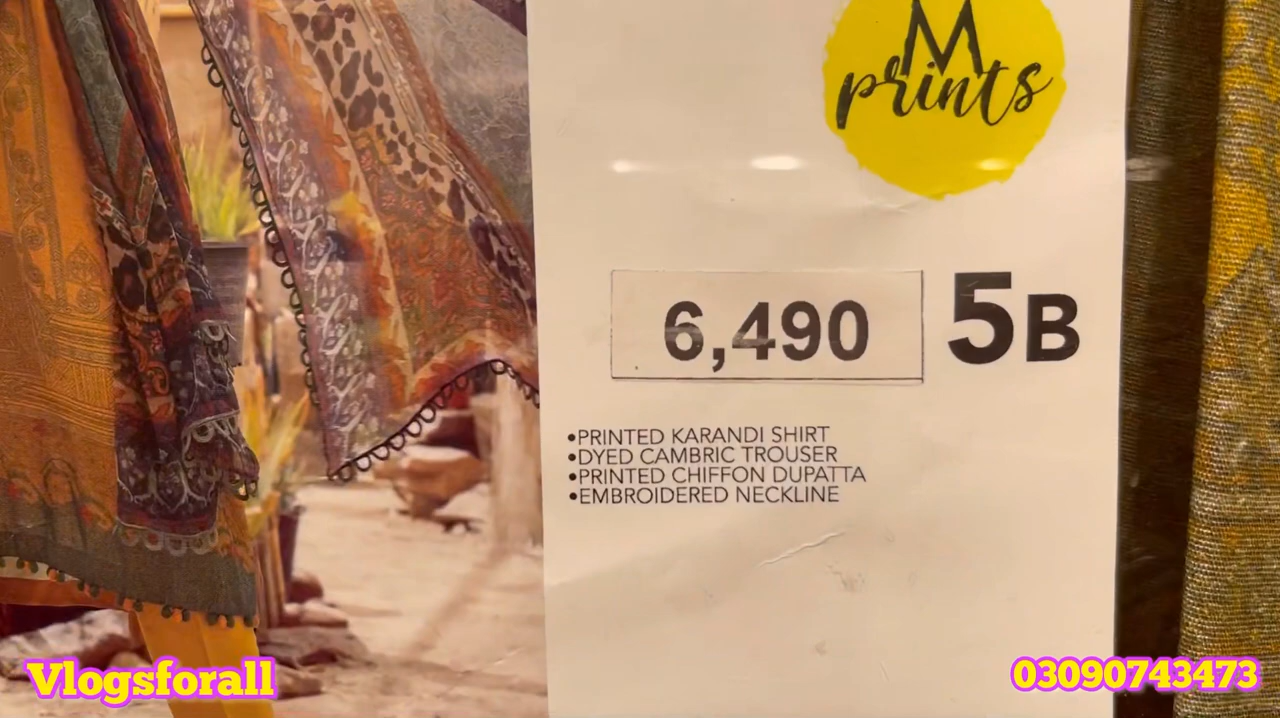 M
prints
6,490 5B
•PRINTED KARANDI SHIRT
•DYED CAMBRIC TROUSER
•PRINTED CHIFFON DUPATTA
•EMBROIDERED NECKLINE
Vlogsforall
03090743473